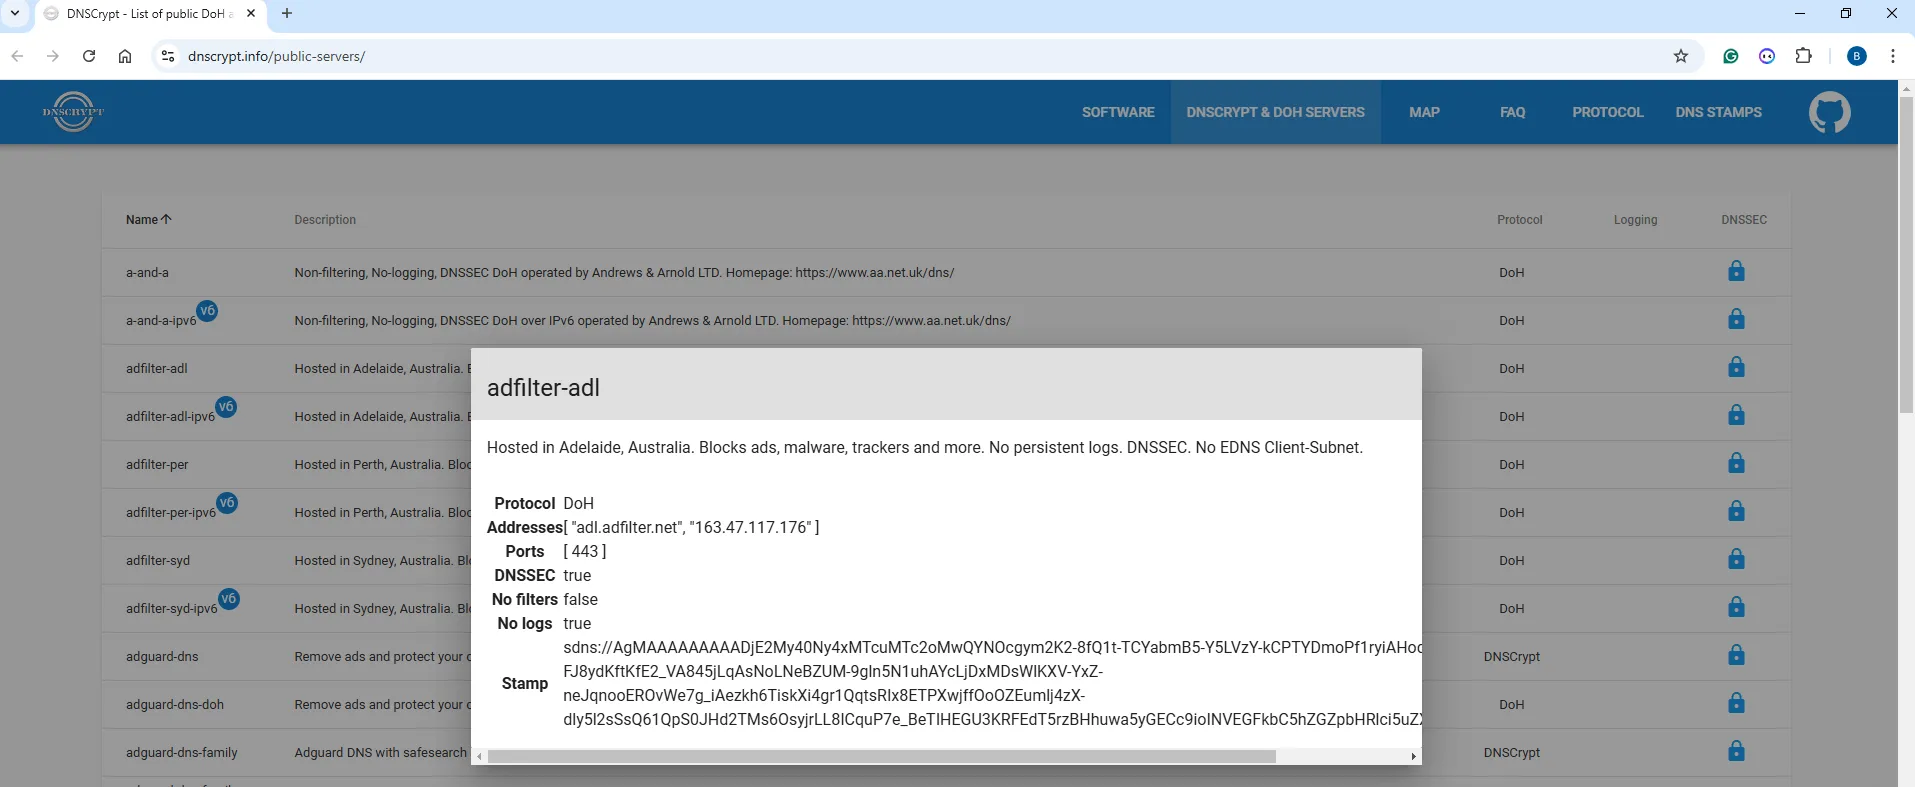 DNSCrypt - List of public DoH a
dnscrypt.info/public-servers/
B
DNSCRYPT
SOFTWARE
DNSCRYPT & DOH SERVERS
MAP
FAQ
PROTOCOL
DNS STAMPS
Name Description Protocol Logging DNSSEC
a-and-a Non-filtering, No-logging, DNSSEC DoH operated by Andrews & Arnold LTD. Homepage: https://www.aa.net.uk/dns/ DoH
a-and-a-ipv6 v6 Non-filtering, No-logging, DNSSEC DoH over IPv6 operated by Andrews & Arnold LTD. Homepage: https://www.aa.net.uk/dns/ DoH
adfilter-adl Hosted in Adelaide, Australia. DoH
adfilter-adl-ipv6 v6 Hosted in Adelaide, Australia. DoH
adfilter-per Hosted in Perth, Australia. Bloc DoH
adfilter-per-ipv6 v6 Hosted in Perth, Australia. Bloc DoH
adfilter-syd Hosted in Sydney, Australia. Blo DoH
adfilter-syd-ipv6 v6 Hosted in Sydney, Australia. Blo DoH
adguard-dns Remove ads and protect your c DNSCrypt
adguard-dns-doh Remove ads and protect your c DoH
adguard-dns-family Adguard DNS with safesearch DNSCrypt
adfilter-adl
Hosted in Adelaide, Australia. Blocks ads, malware, trackers and more. No persistent logs. DNSSEC. No EDNS Client-Subnet.
Protocol DoH
Addresses [ "adl.adfilter.net", "163.47.117.176" ]
Ports [ 443 ]
DNSSEC true
No filters false
No logs true
Stamp
sdns://AgMAAAAAAAAADjE2My40Ny4xMTcuMTc2oMwQYNOcgym2K2-8fQ1t-TCYabmB5-Y5LVzY-kCPTYDmoPf1ryiAHod
FJ8ydKftKfE2_VA845jLqAsNoLNeBZUM-9gIn5N1uhAYcLjDxMDsWlKXV-YxZ-
neJqnooEROvWe7g_iAezkh6TiskXi4gr1QqtsRIx8ETPXwjffOoOZEumlj4zX-
dly5l2sSsQ61QpS0JHd2TMs6OsyjrLL8ICquP7e_BeTIHEGU3KRFEdT5rzBHhuwa5yGECc9ioINVEGFkbC5hZGZpbHRlci5uZX